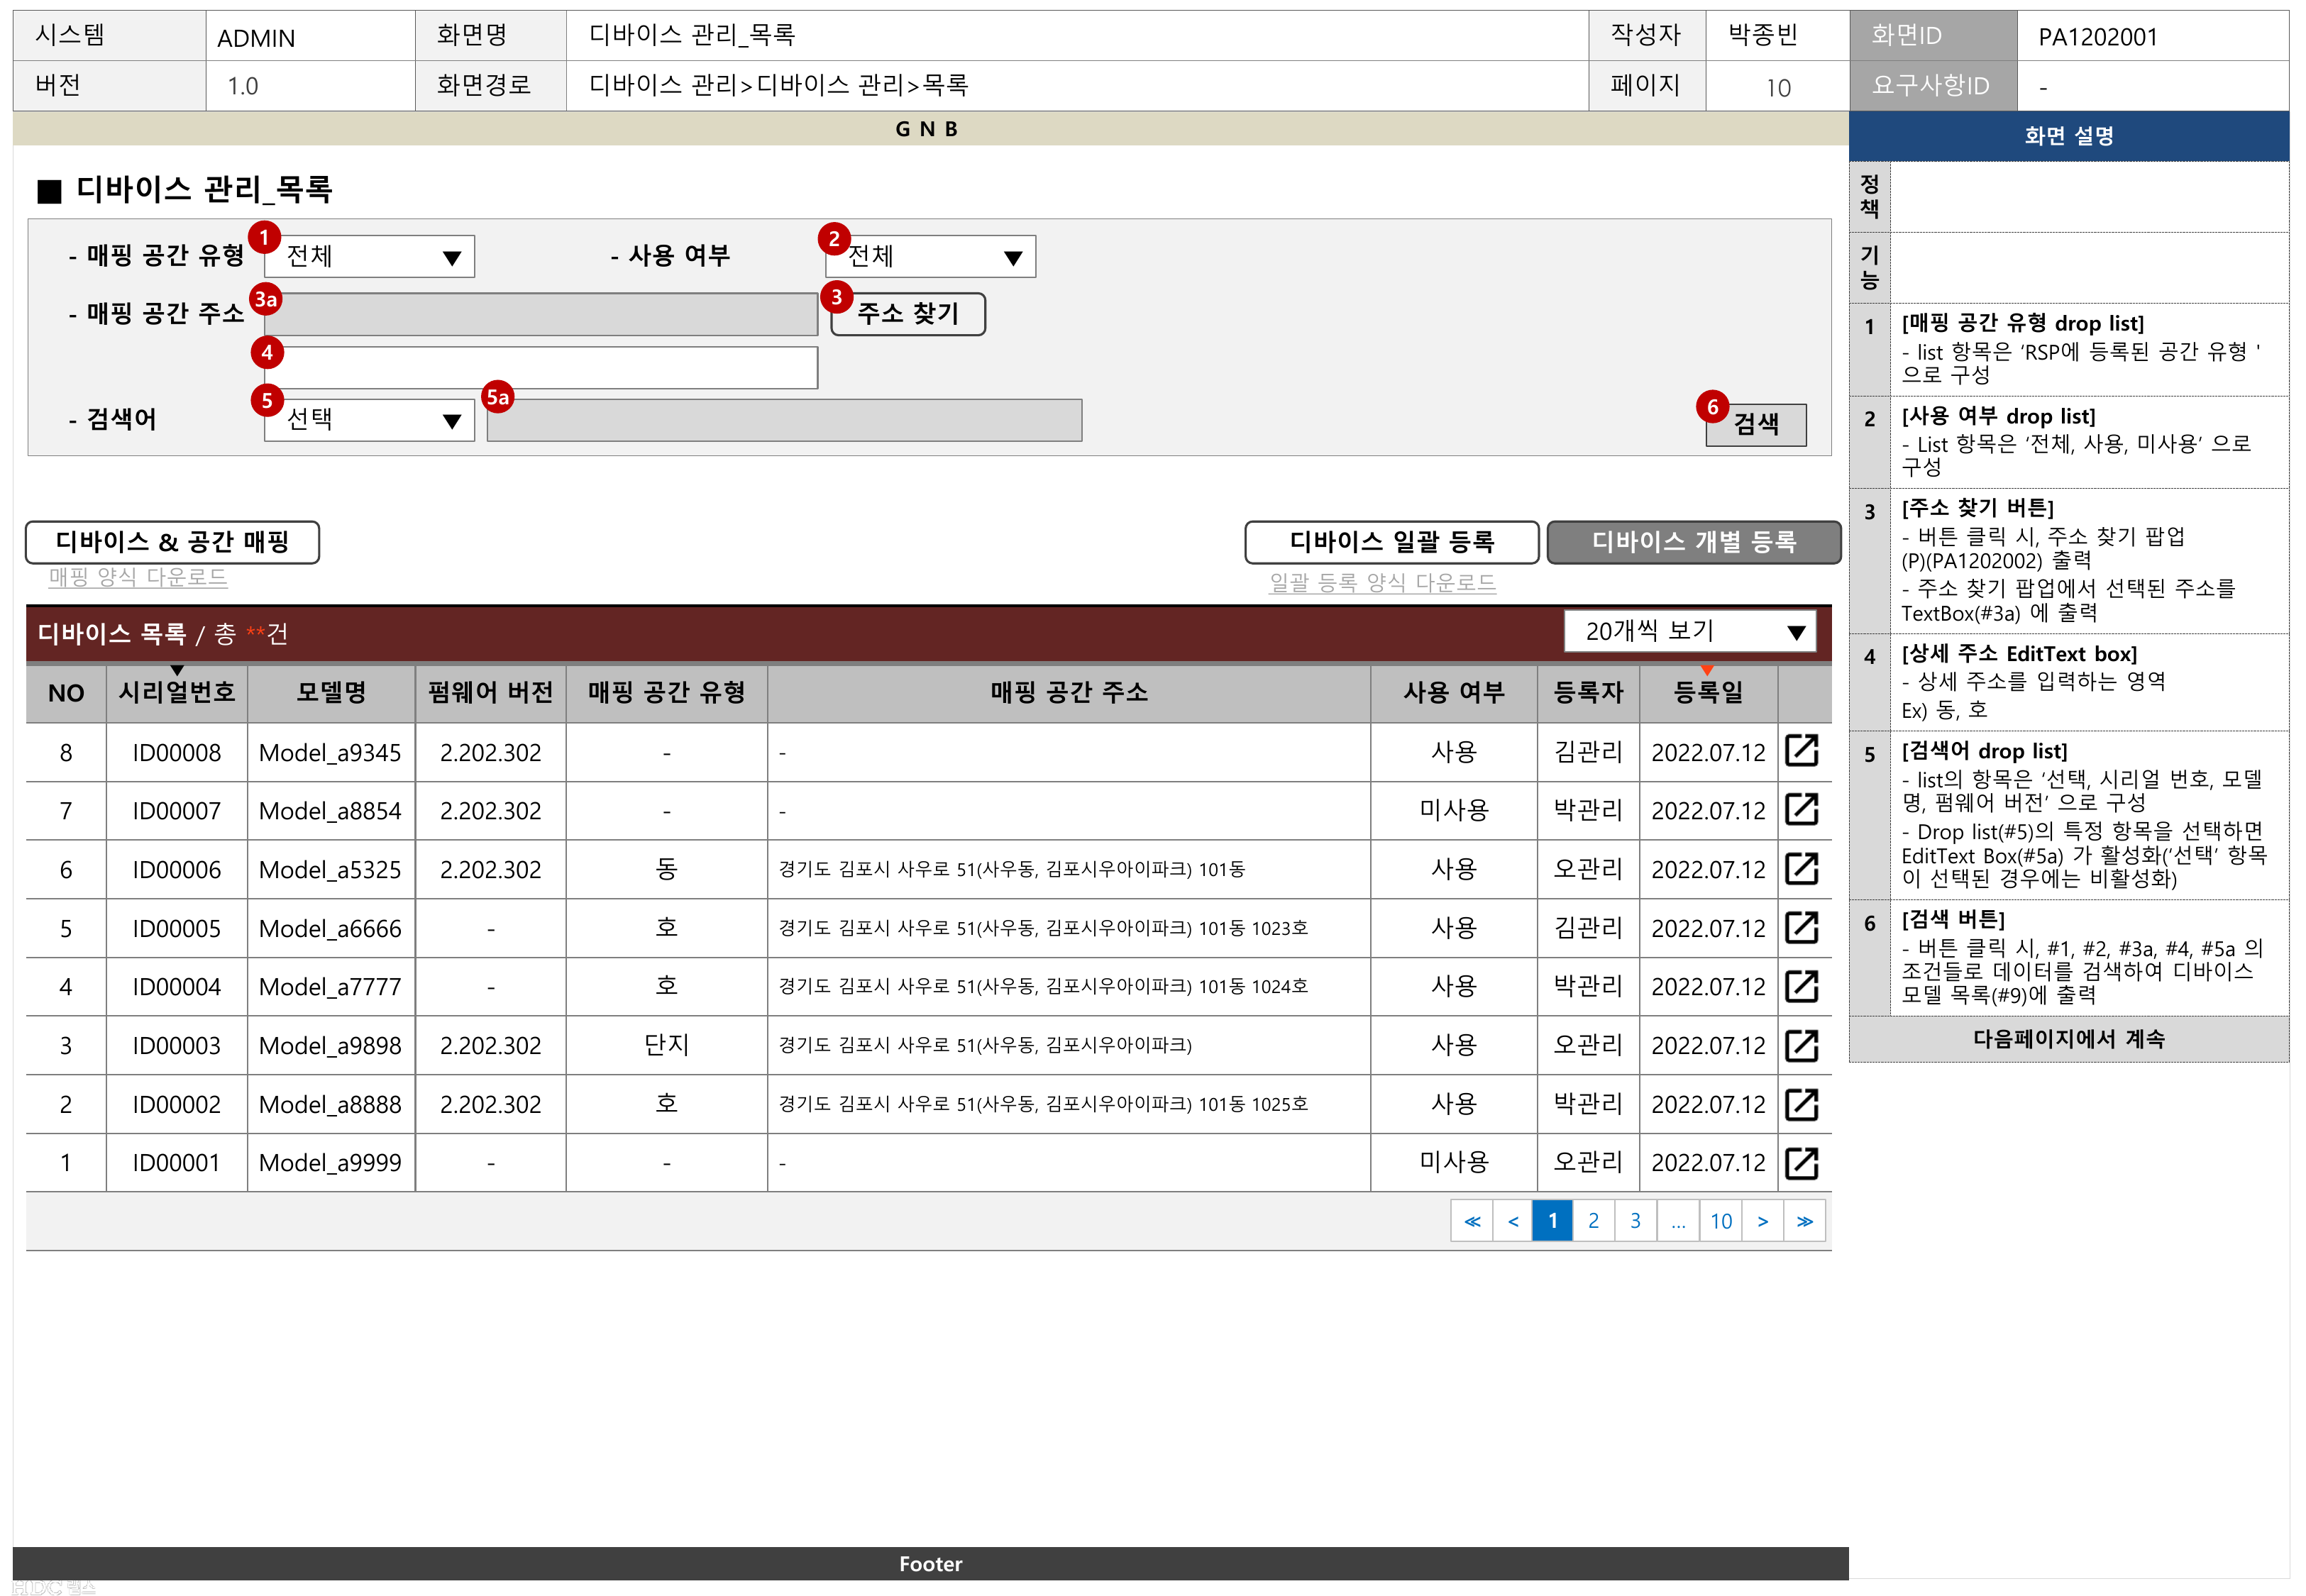 시스템 ADMIN 화면명 디바이스 관리_목록 작성자 박종빈 화면ID PA1202001
버전 1.0 화면경로 디바이스 관리>디바이스 관리>목록 페이지 10 요구사항ID -
G N B
■ 디바이스 관리_목록
- 매핑 공간 유형 1 전체 ▼ - 사용 여부 2 전체 ▼
- 매핑 공간 주소 3a 3 주소 찾기
4
- 검색어 5 선택 ▼ 5a 6 검색
디바이스 & 공간 매핑 디바이스 일괄 등록 디바이스 개별 등록
매핑 양식 다운로드 일괄 등록 양식 다운로드
디바이스 목록 / 총 **건 20개씩 보기 ▼
NO 시리얼번호 모델명 펌웨어 버전 매핑 공간 유형 매핑 공간 주소 사용 여부 등록자 등록일
8 ID00008 Model_a9345 2.202.302 - - 사용 김관리 2022.07.12
7 ID00007 Model_a8854 2.202.302 - - 미사용 박관리 2022.07.12
6 ID00006 Model_a5325 2.202.302 동 경기도 김포시 사우로 51(사우동, 김포시우아이파크) 101동 사용 오관리 2022.07.12
5 ID00005 Model_a6666 - 호 경기도 김포시 사우로 51(사우동, 김포시우아이파크) 101동 1023호 사용 김관리 2022.07.12
4 ID00004 Model_a7777 - 호 경기도 김포시 사우로 51(사우동, 김포시우아이파크) 101동 1024호 사용 박관리 2022.07.12
3 ID00003 Model_a9898 2.202.302 단지 경기도 김포시 사우로 51(사우동, 김포시우아이파크) 사용 오관리 2022.07.12
2 ID00002 Model_a8888 2.202.302 호 경기도 김포시 사우로 51(사우동, 김포시우아이파크) 101동 1025호 사용 박관리 2022.07.12
1 ID00001 Model_a9999 - - - 미사용 오관리 2022.07.12
≪ < 1 2 3 ... 10 > ≫
Footer
HDC 랩스
화면 설명
정책
기능
1 [매핑 공간 유형 drop list]
- list 항목은 ‘RSP에 등록된 공간 유형 '
으로 구성
2 [사용 여부 drop list]
- List 항목은 ‘전체, 사용, 미사용’ 으로
구성
3 [주소 찾기 버튼]
- 버튼 클릭 시, 주소 찾기 팝업
(P)(PA1202002) 출력
- 주소 찾기 팝업에서 선택된 주소를
TextBox(#3a) 에 출력
4 [상세 주소 EditText box]
- 상세 주소를 입력하는 영역
Ex) 동, 호
5 [검색어 drop list]
- list의 항목은 ‘선택, 시리얼 번호, 모델
명, 펌웨어 버전’ 으로 구성
- Drop list(#5)의 특정 항목을 선택하면
EditText Box(#5a) 가 활성화(‘선택’ 항목
이 선택된 경우에는 비활성화)
6 [검색 버튼]
- 버튼 클릭 시, #1, #2, #3a, #4, #5a 의
조건들로 데이터를 검색하여 디바이스
모델 목록(#9)에 출력
다음페이지에서 계속